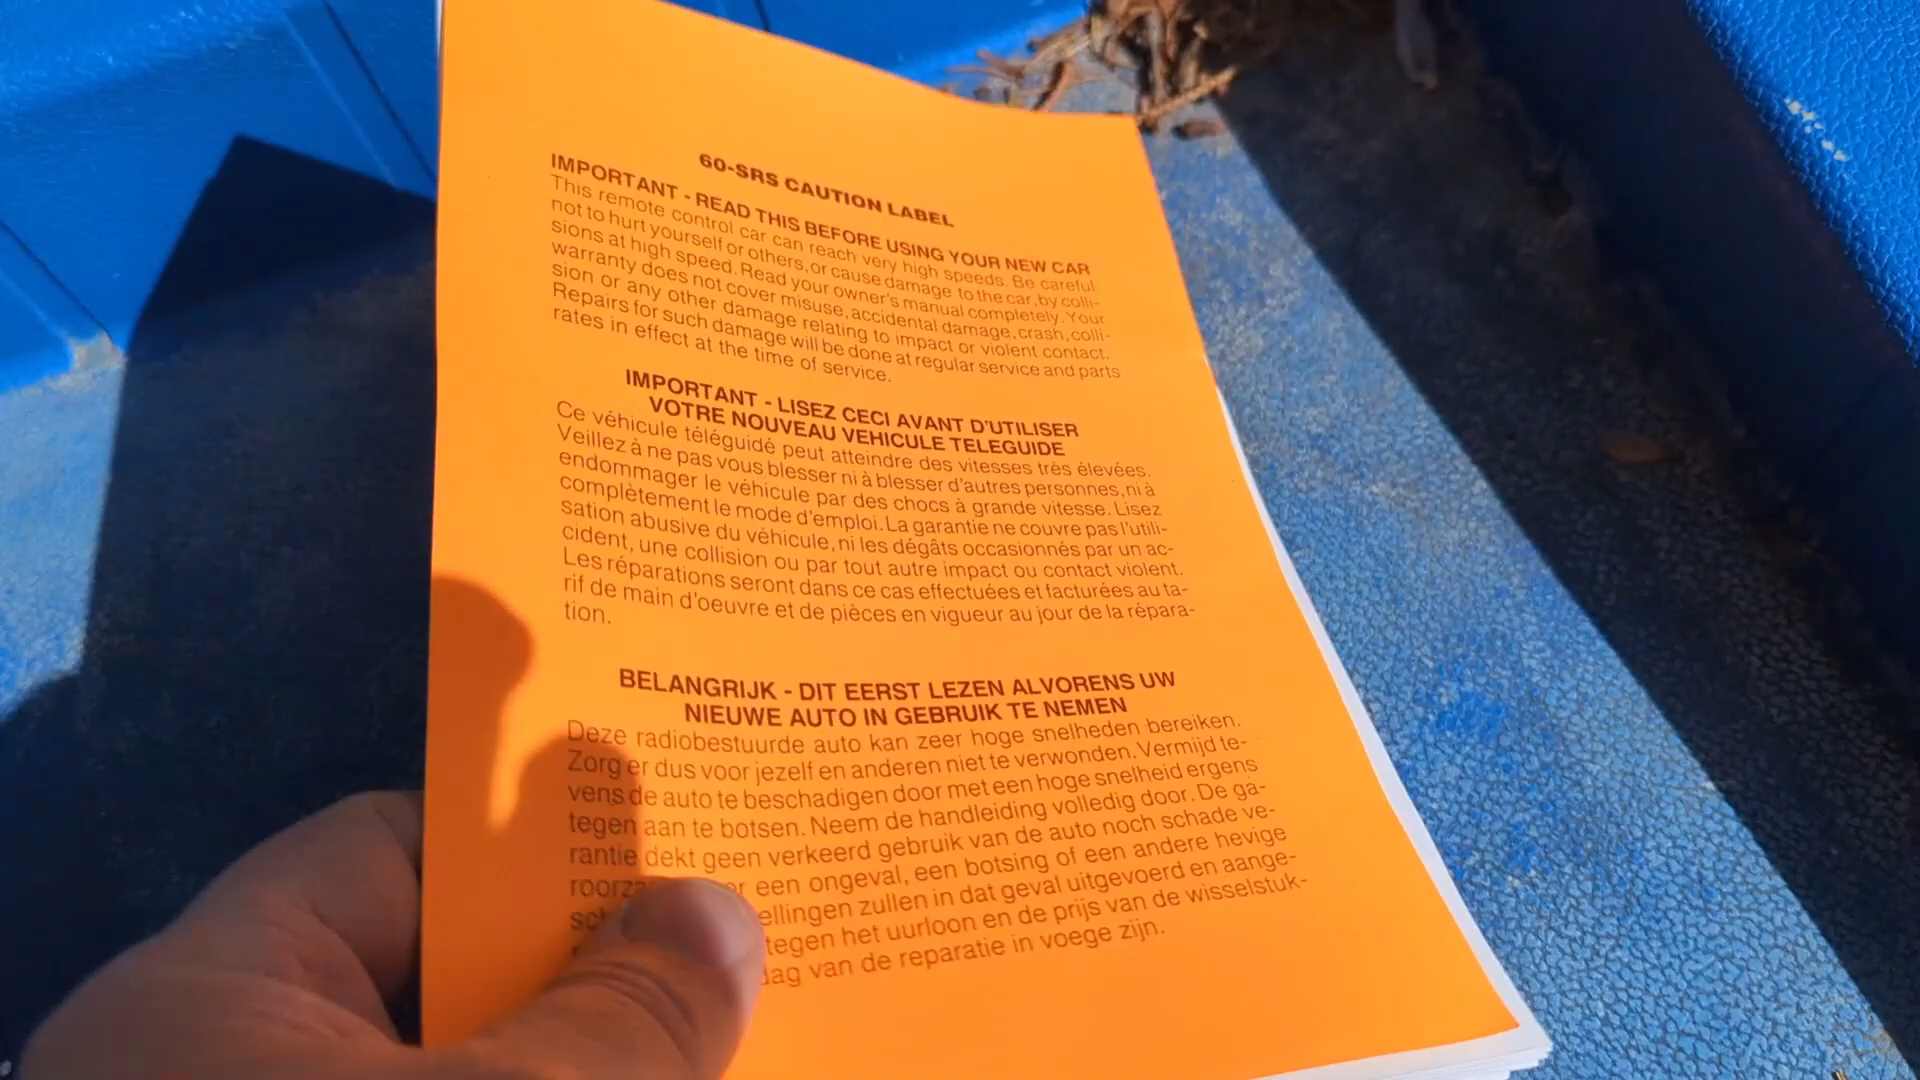 60-SRS CAUTION LABEL
IMPORTANT - READ THIS BEFORE USING YOUR NEW CAR
This remote control car can reach very high speeds. Be careful
not to hurt yourself or others, or cause damage to the car, by colli-
sions at high speed. Read your owner's manual completely. Your
warranty does not cover misuse, accidental damage, crash, colli-
sion or any other damage relating to impact or violent contact.
Repairs for such damage will be done at regular service and parts
rates in effect at the time of service.
IMPORTANT - LISEZ CECI AVANT D'UTILISER
VOTRE NOUVEAU VEHICULE TELEGUIDE
Ce véhicule téléguidé peut atteindre des vitesses très élevées.
Veillez à ne pas vous blesser ni à blesser d'autres personnes, ni à
endommager le véhicule par des chocs à grande vitesse. Lisez
complètement le mode d'emploi. La garantie ne couvre pas l'utili-
sation abusive du véhicule, ni les dégâts occasionnés par un ac-
cident, une collision ou par tout autre impact ou contact violent.
Les réparations seront dans ce cas effectuées et facturées au ta-
rif de main d'oeuvre et de pièces en vigueur au jour de la répara-
tion.
BELANGRIJK - DIT EERST LEZEN ALVORENS UW
NIEUWE AUTO IN GEBRUIK TE NEMEN
Deze radiobestuurde auto kan zeer hoge snelheden bereiken.
Zorg er dus voor jezelf en anderen niet te verwonden. Vermijd te-
vens de auto te beschadigen door met een hoge snelheid ergens
tegen aan te botsen. Neem de handleiding volledig door. De ga-
rantie dekt geen verkeerd gebruik van de auto noch schade ve-
een ongeval, een botsing of een andere hevige
zullen in dat geval uitgevoerd en aange-
tegen het uurloon en de prijs van de wisselstuk-
dag van de reparatie in voege zijn.